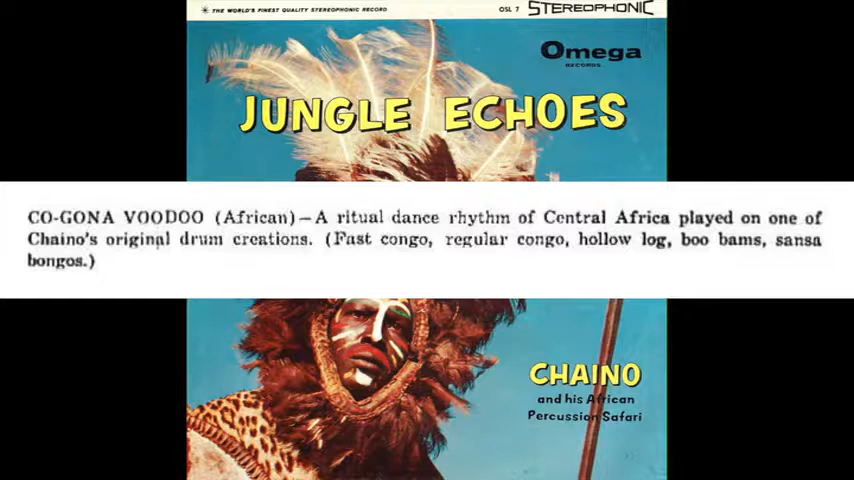 * THE WORLD'S FINEST QUALITY STEREOPHONIC RECORD
OSL 7 STEREOPHONIC
Omega
RECORDS
JUNGLE ECHOES
CO-GONA VOODOO (African)—A ritual dance rhythm of Central Africa played on one of
Chaino's original drum creations. (Fast congo, regular congo, hollow log, boo bams, sansa
bongos.)
CHAINO
and his African
Percussion Safari